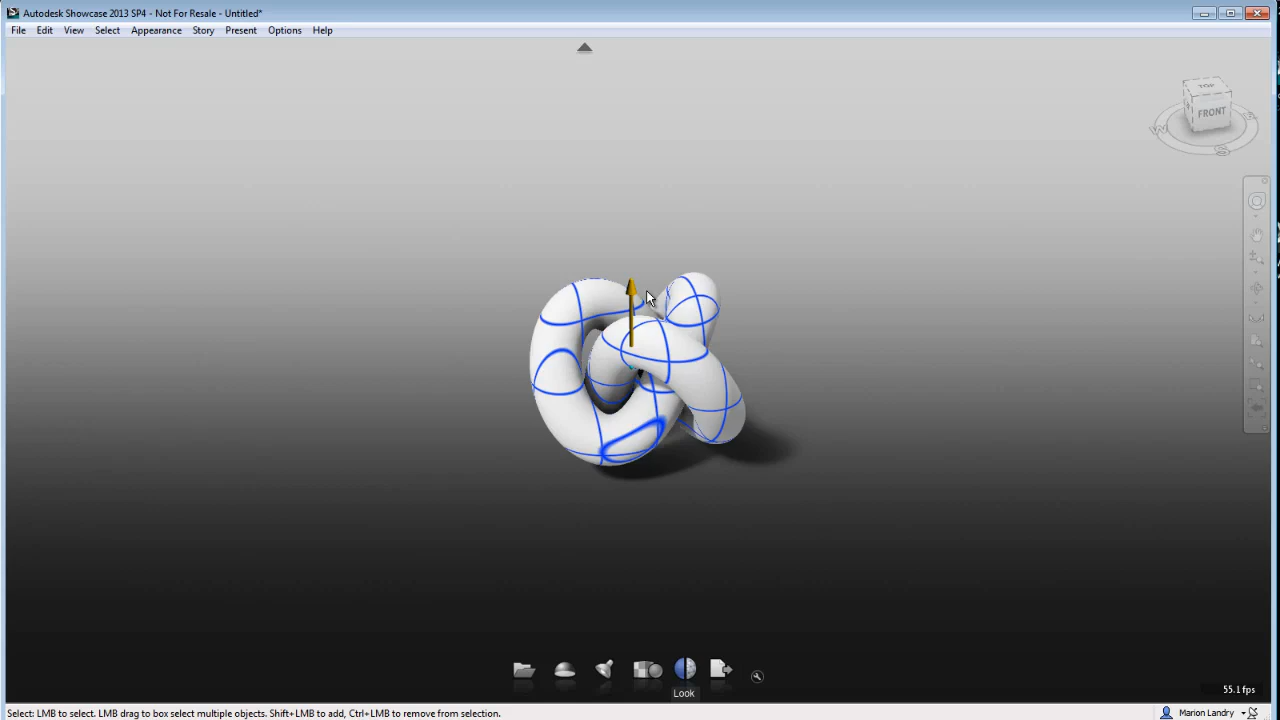 Autodesk Showcase 2013 SP4 - Not For Resale - Untitled*
File Edit View Select Appearance Story Present Options Help
TOP
FRONT
W
S
Look
55.1 fps
Select: LMB to select. LMB drag to box select multiple objects. Shift+LMB to add, Ctrl+LMB to remove from selection.
Marion Landry